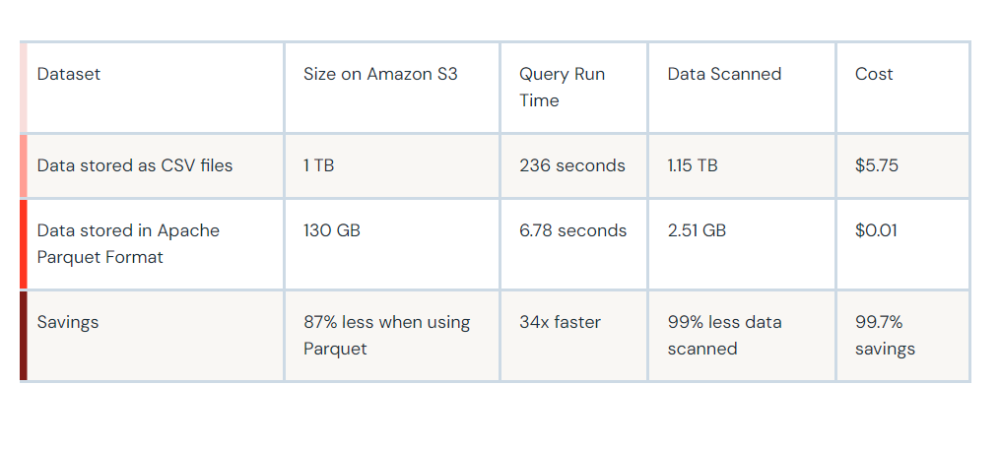 Dataset
Size on Amazon S3
Query Run
Time
Data Scanned
Cost
Data stored as CSV files
1 TB
236 seconds
1.15 TB
$5.75
Data stored in Apache
Parquet Format
130 GB
6.78 seconds
2.51 GB
$0.01
Savings
87% less when using
Parquet
34x faster
99% less data
scanned
99.7%
savings